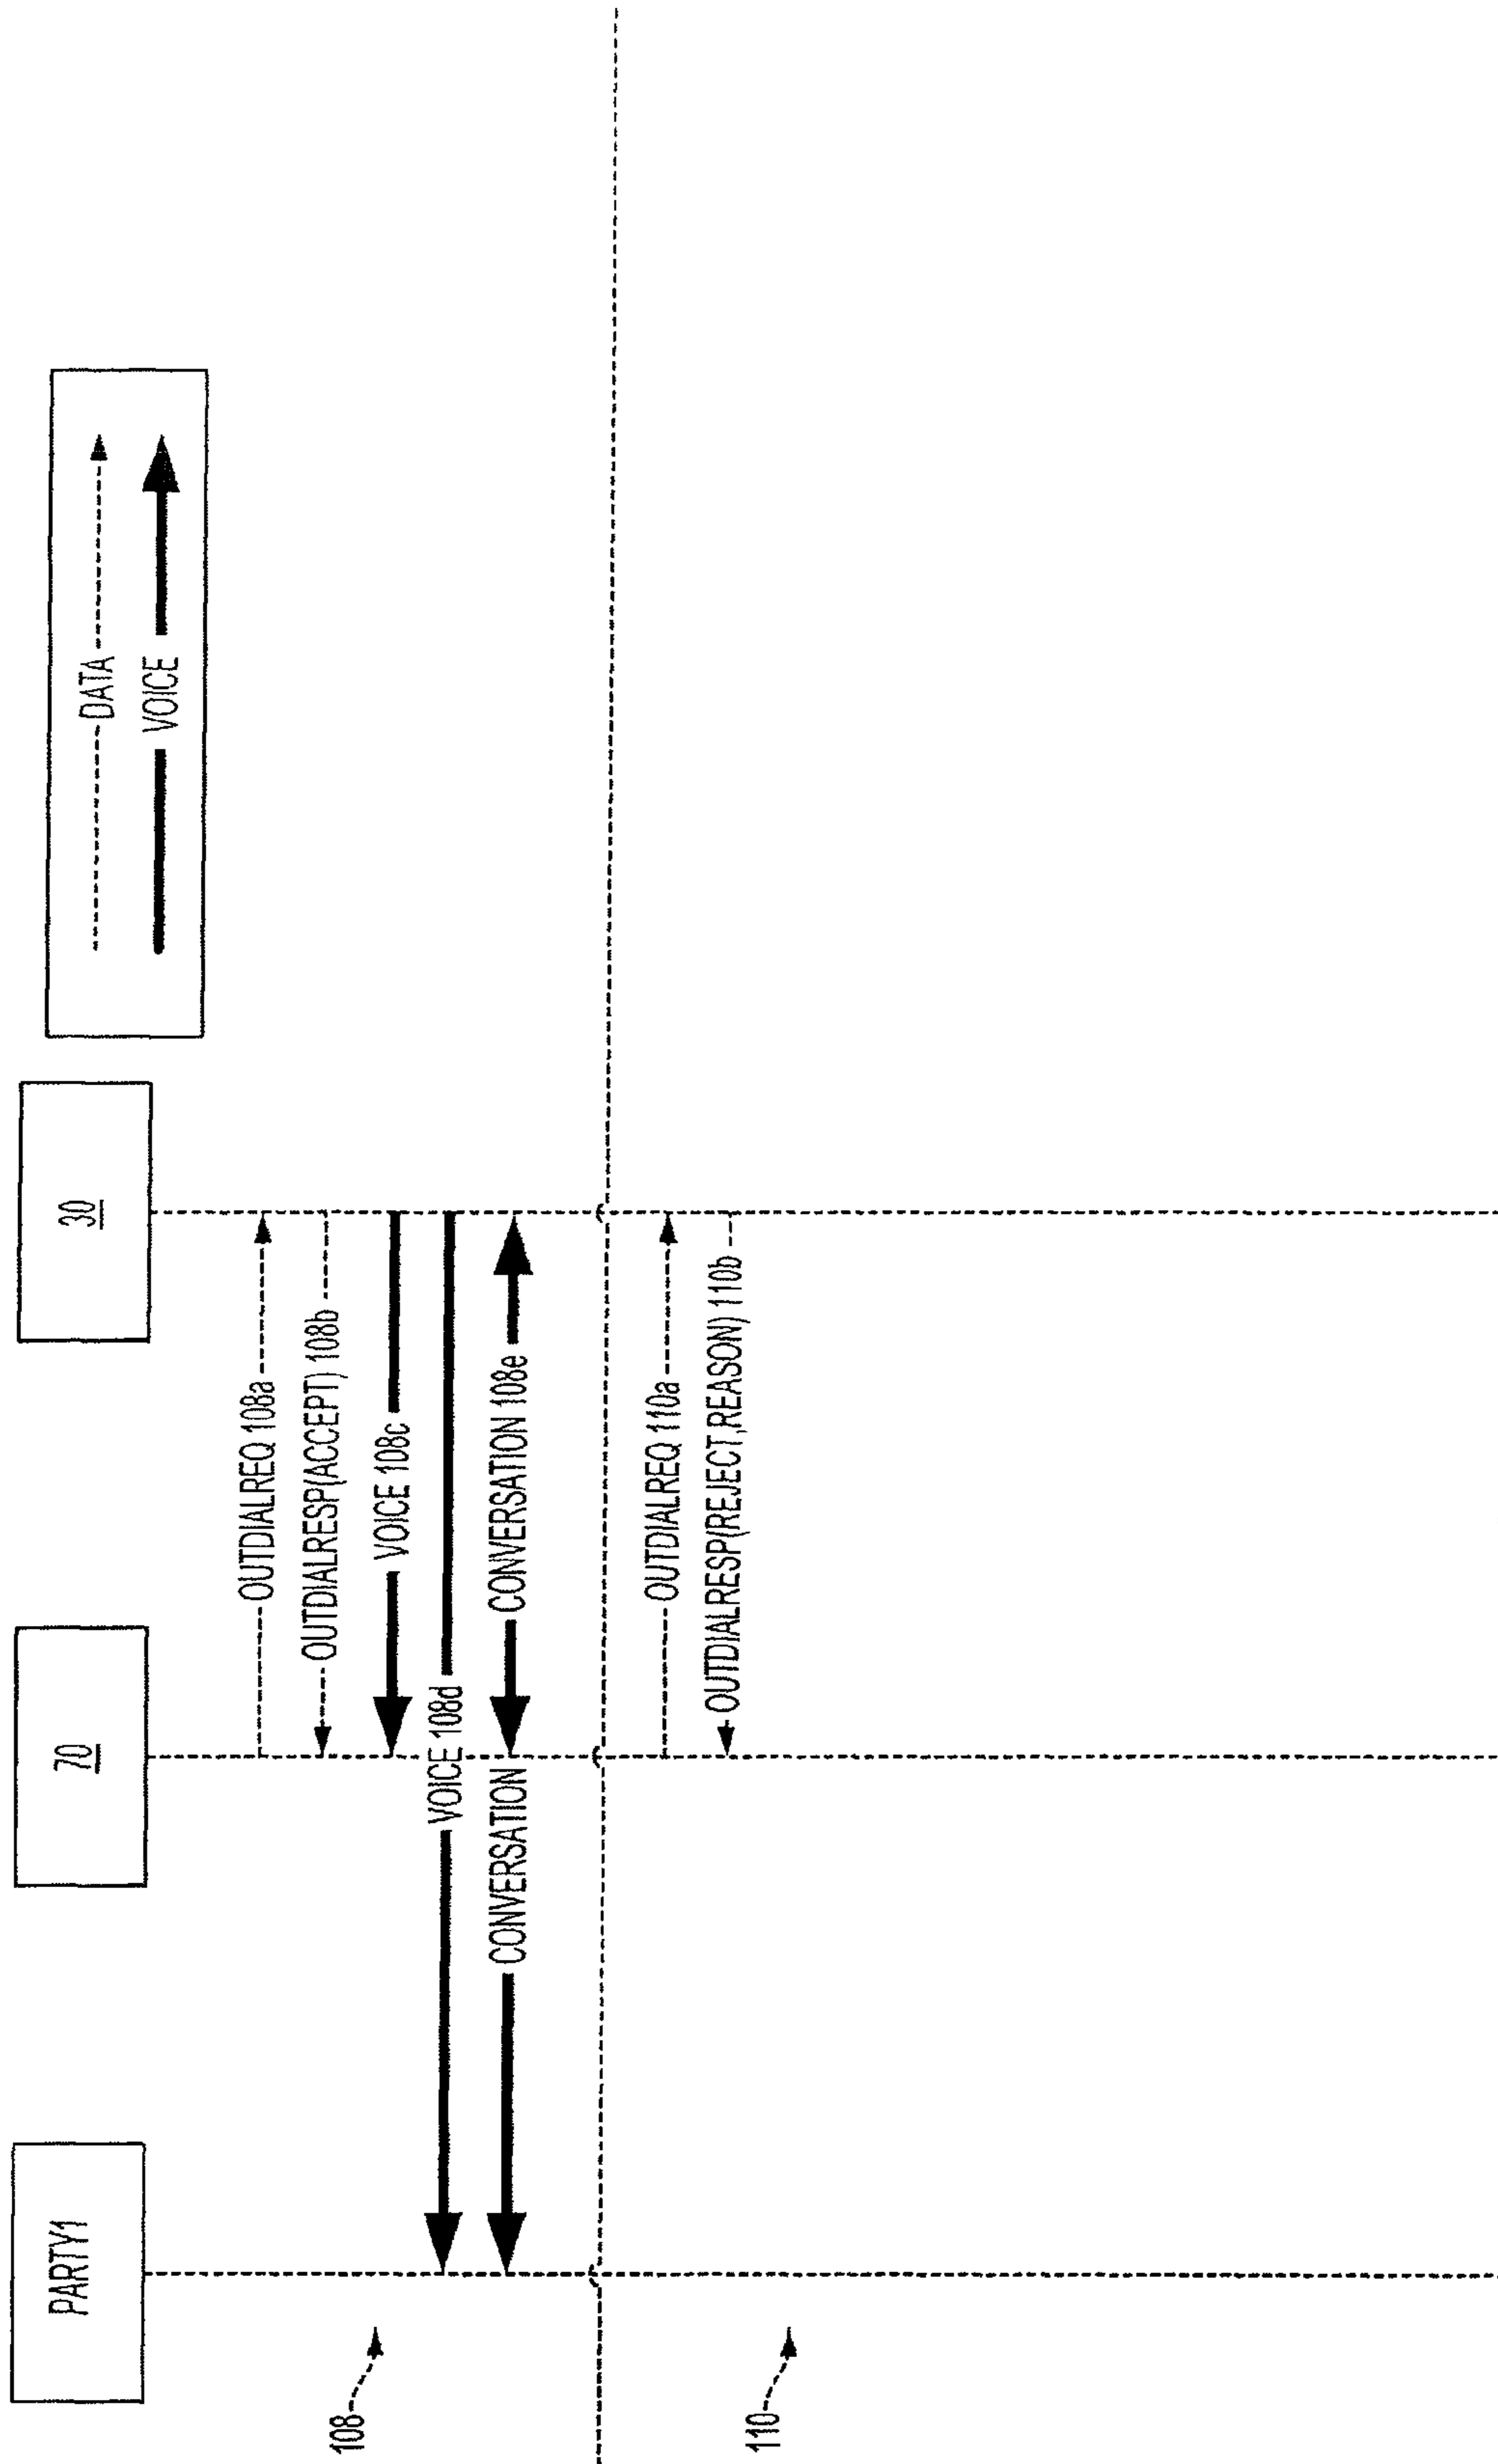 PARTY1
70
30
DATA
VOICE
108
OUTDIALREQ 108a
OUTDIALRESP(ACCEPT) 108b
VOICE 108c
VOICE 108d
CONVERSATION
CONVERSATION 108e
110
OUTDIALREQ 110a
OUTDIALRESP(REJECT,REASON) 110b